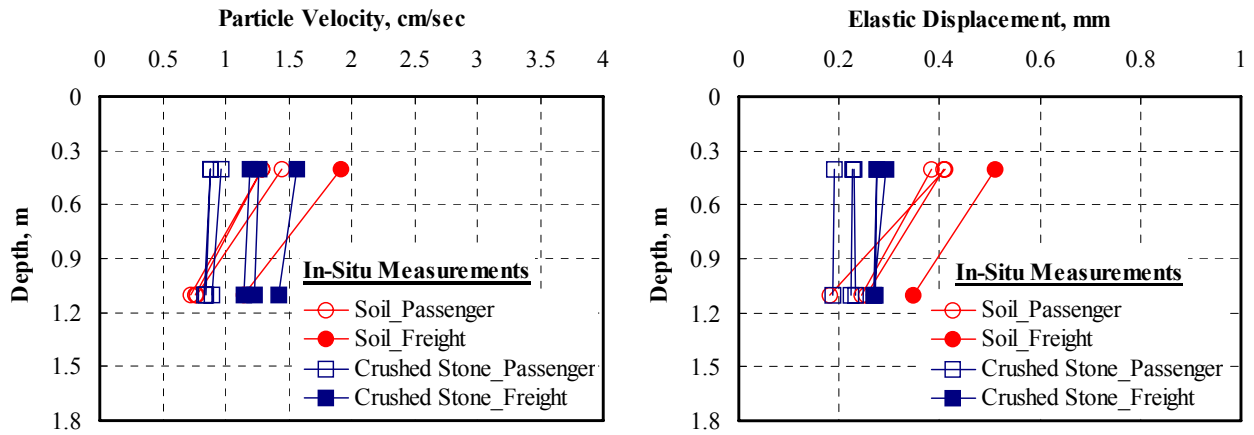 Particle Velocity, cm/sec
0 0.5 1 1.5 2 2.5 3 3.5 4
0
0.3
0.6
0.9
1.2
1.5
1.8
Depth, m
In-Situ Measurements
Soil_Passenger
Soil_Freight
Crushed Stone_Passenger
Crushed Stone_Freight
Elastic Displacement, mm
0 0.2 0.4 0.6 0.8 1
0
0.3
0.6
0.9
1.2
1.5
1.8
Depth, m
In-Situ Measurements
Soil_Passenger
Soil_Freight
Crushed Stone_Passenger
Crushed Stone_Freight